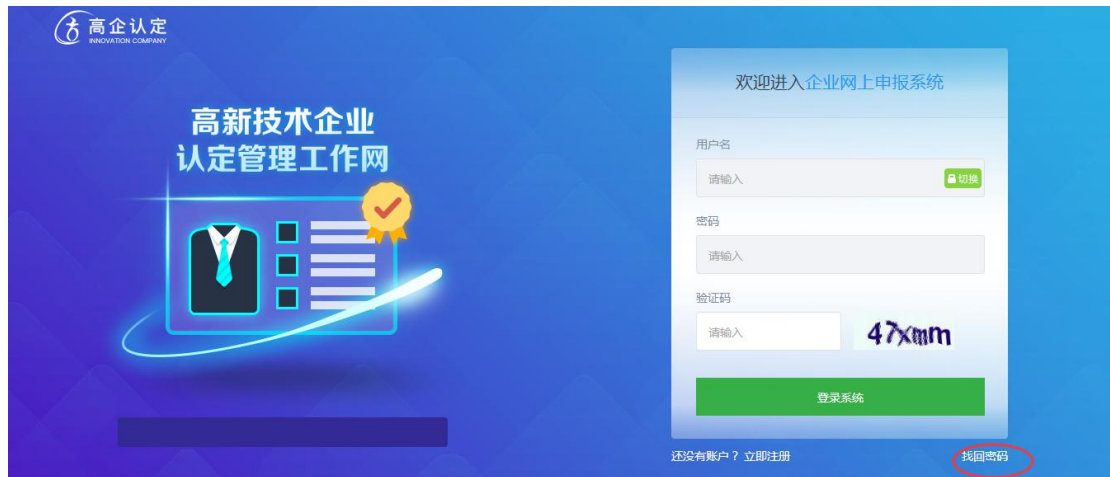 高企认定
INNOVATION COMPANY
高新技术企业
认定管理工作网
欢迎进入企业网上申报系统
用户名
请输入
切换
密码
请输入
验证码
请输入
47xmm
登录系统
还没有账户？立即注册
找回密码